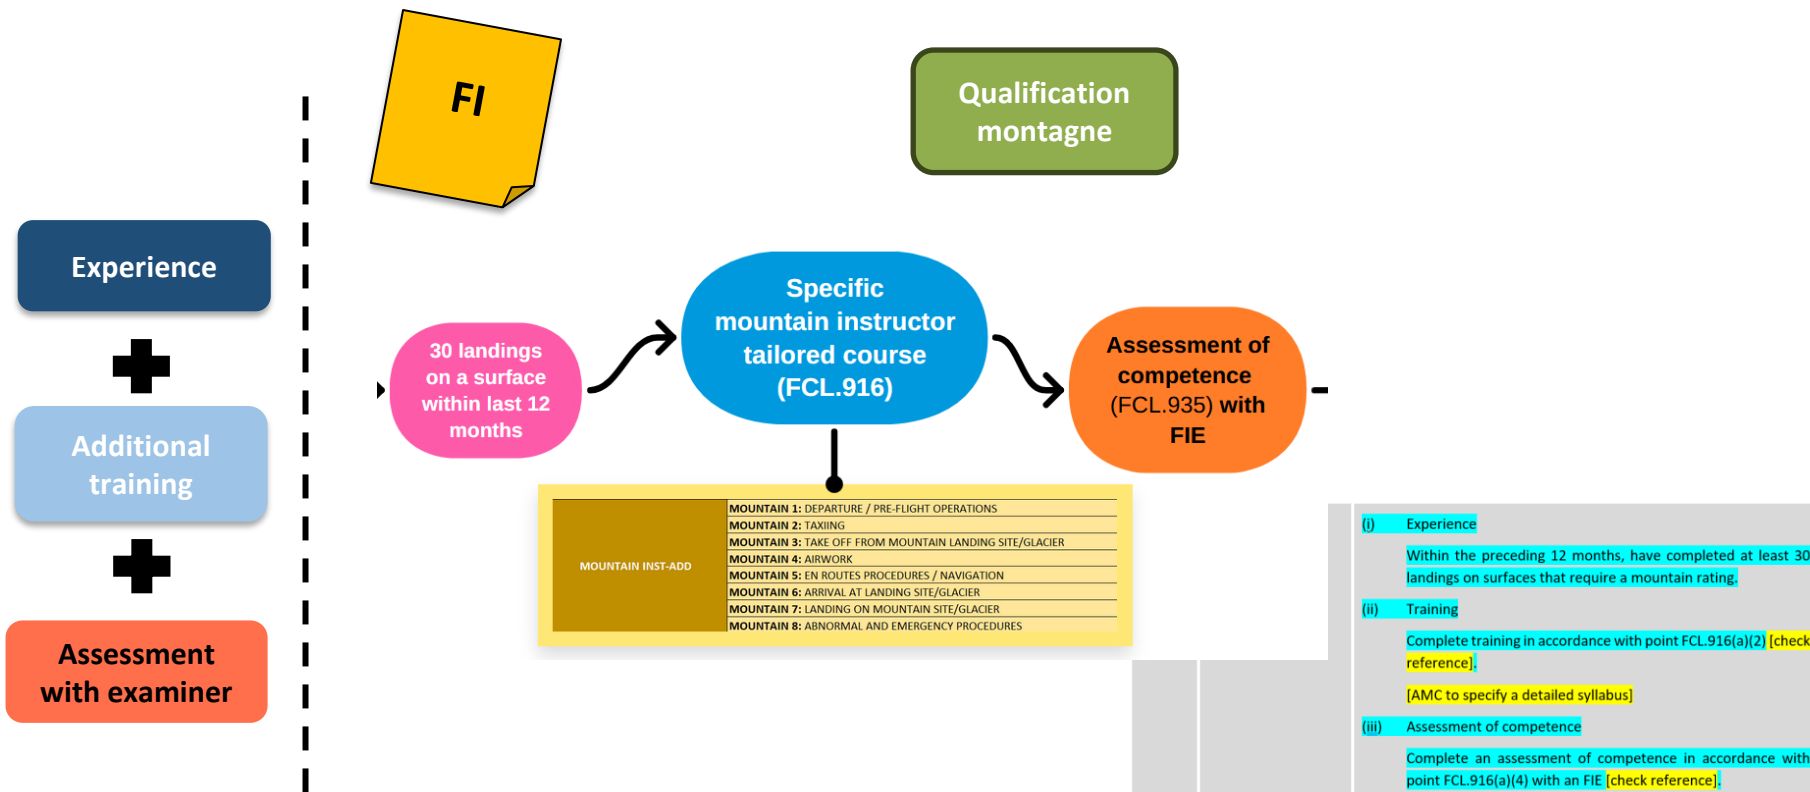 FI
Qualification
montagne
Experience
Additional
training
Assessment
with examiner
30 landings
on a surface
within last 12
months
Specific
mountain instructor
tailored course
(FCL.916)
Assessment of
competence
(FCL.935) with
FIE
MOUNTAIN INST-ADD
MOUNTAIN 1: DEPARTURE / PRE-FLIGHT OPERATIONS
MOUNTAIN 2: TAXIING
MOUNTAIN 3: TAKE OFF FROM MOUNTAIN LANDING SITE/GLACIER
MOUNTAIN 4: AIRWORK
MOUNTAIN 5: EN ROUTES PROCEDURES / NAVIGATION
MOUNTAIN 6: ARRIVAL AT LANDING SITE/GLACIER
MOUNTAIN 7: LANDING ON MOUNTAIN SITE/GLACIER
MOUNTAIN 8: ABNORMAL AND EMERGENCY PROCEDURES
(i) Experience
Within the preceding 12 months, have completed at least 30
landings on surfaces that require a mountain rating.
(ii) Training
Complete training in accordance with point FCL.916(a)(2) [check
reference].
[AMC to specify a detailed syllabus]
(iii) Assessment of competence
Complete an assessment of competence in accordance with
point FCL.916(a)(4) with an FIE [check reference].